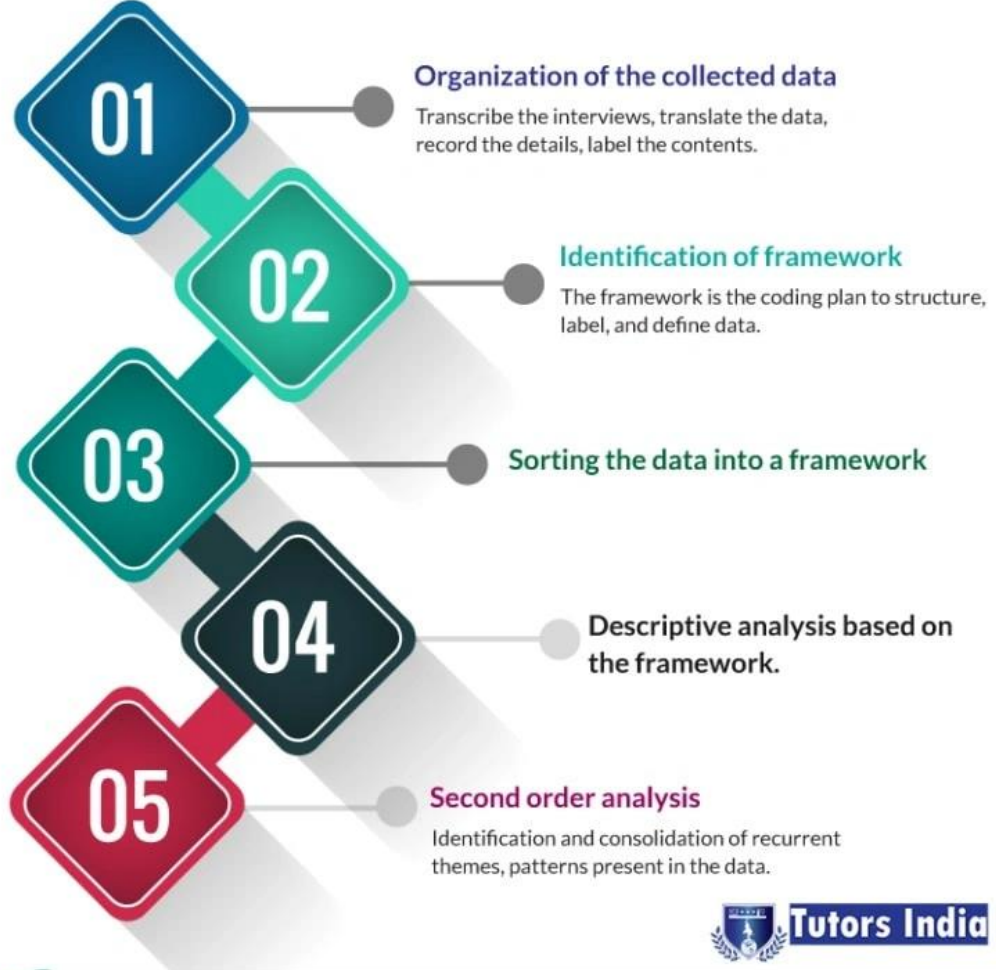 01
Organization of the collected data
Transcribe the interviews, translate the data,
record the details, label the contents.
02
Identification of framework
The framework is the coding plan to structure,
label, and define data.
03
Sorting the data into a framework
04
Descriptive analysis based on
the framework.
05
Second order analysis
Identification and consolidation of recurrent
themes, patterns present in the data.
Tutors India